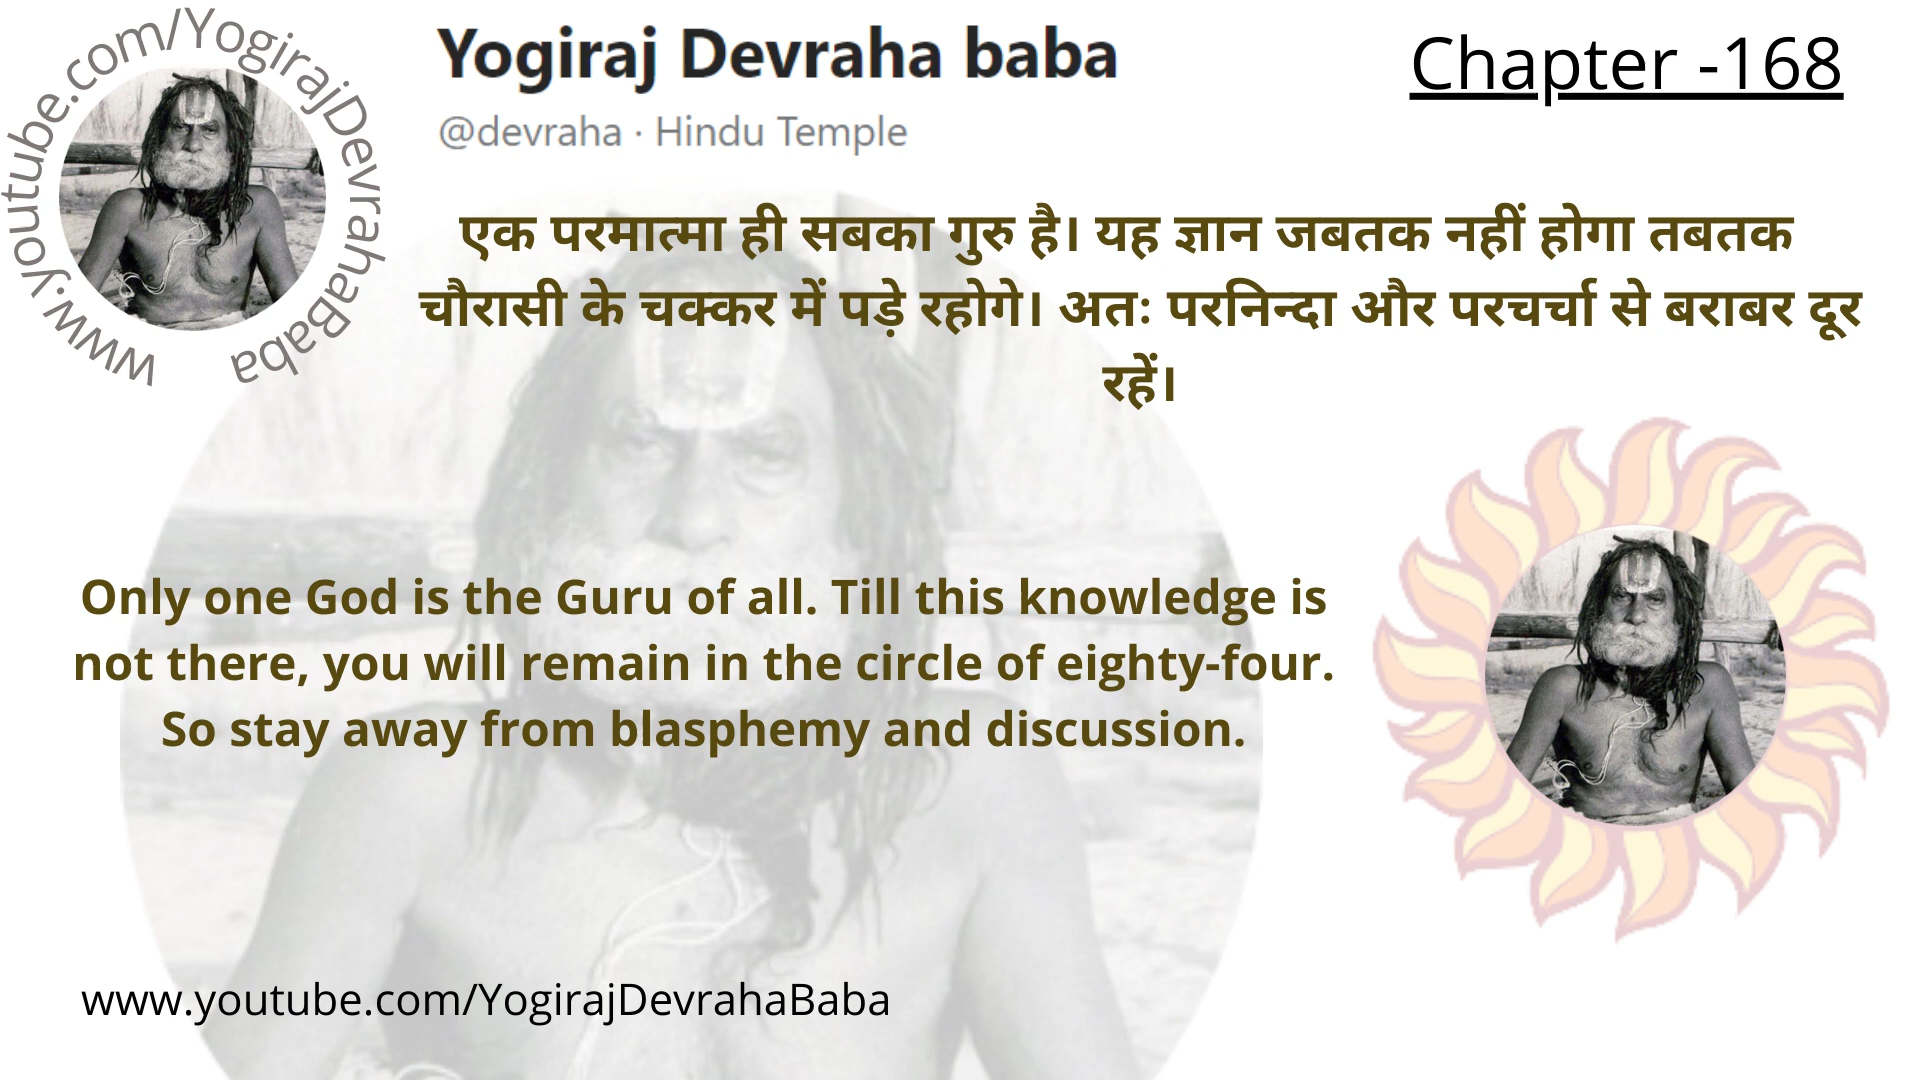 www.youtube.com/YogirajDevrahaBaba
Yogiraj Devraha baba
@devraha · Hindu Temple
Chapter -168
एक परमात्मा ही सबका गुरु है। यह ज्ञान जबतक नहीं होगा तबतक
चौरासी के चक्कर में पड़े रहोगे। अतः परनिन्दा और परचर्चा से बराबर दूर
रहें।
Only one God is the Guru of all. Till this knowledge is
not there, you will remain in the circle of eighty-four.
So stay away from blasphemy and discussion.
www.youtube.com/YogirajDevrahaBaba